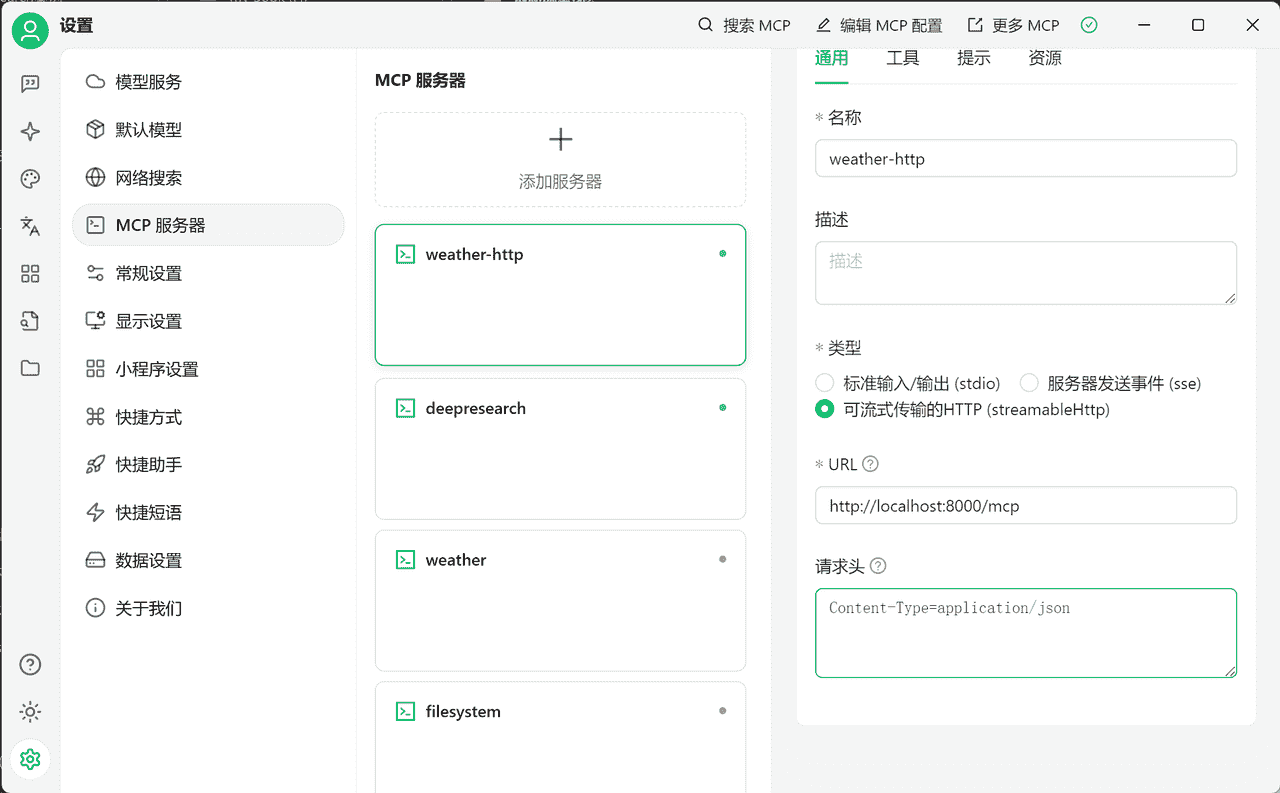 设置
搜索 MCP
编辑 MCP 配置
更多 MCP
模型服务
默认模型
网络搜索
MCP 服务器
常规设置
显示设置
小程序设置
快捷方式
快捷助手
快捷短语
数据设置
关于我们
MCP 服务器
添加服务器
weather-http
deepresearch
weather
filesystem
通用 工具 提示 资源
* 名称
weather-http
描述
描述
* 类型
标准输入/输出 (stdio) 服务器发送事件 (sse)
可流式传输的HTTP (streamableHttp)
* URL
http://localhost:8000/mcp
请求头
Content-Type=application/json